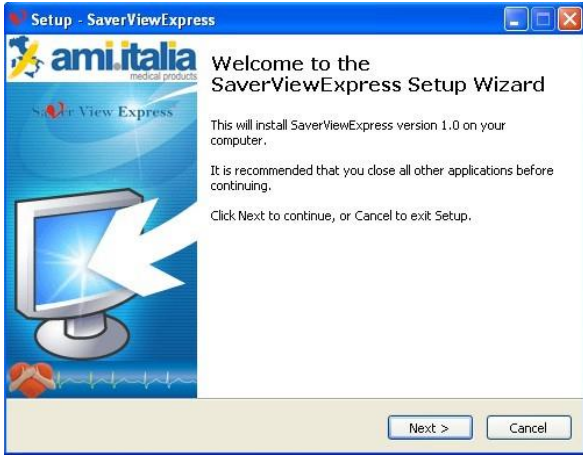 Setup - SaverViewExpress
ami.italia
medical products
Saver View Express
Welcome to the
SaverViewExpress Setup Wizard
This will install SaverViewExpress version 1.0 on your
computer.
It is recommended that you close all other applications before
continuing.
Click Next to continue, or Cancel to exit Setup.
Next >
Cancel